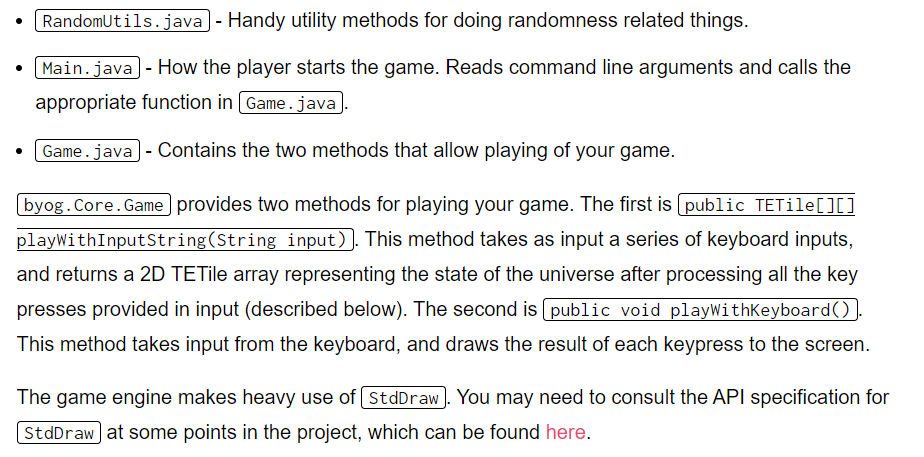 • RandomUtils.java - Handy utility methods for doing randomness related things.
• Main.java - How the player starts the game. Reads command line arguments and calls the
appropriate function in Game.java.
• Game.java - Contains the two methods that allow playing of your game.
byog.Core.Game provides two methods for playing your game. The first is public TETile[][]
playWithInputString(String input). This method takes as input a series of keyboard inputs,
and returns a 2D TETile array representing the state of the universe after processing all the key
presses provided in input (described below). The second is public void playWithKeyboard().
This method takes input from the keyboard, and draws the result of each keypress to the screen.
The game engine makes heavy use of StdDraw. You may need to consult the API specification for
StdDraw at some points in the project, which can be found here.